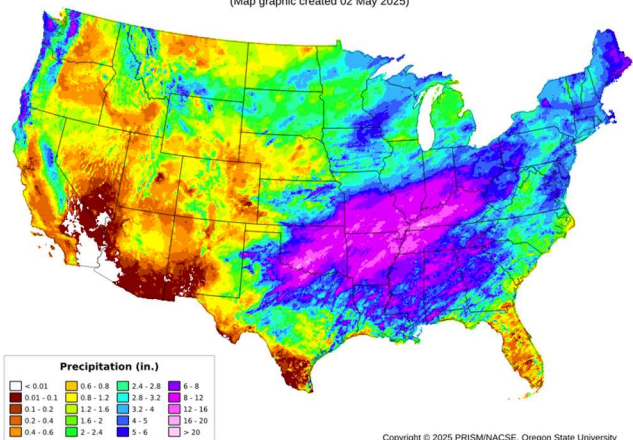 (Map graphic created 02 May 2025)
Precipitation (in.)
< 0.01
0.01 - 0.1
0.1 - 0.2
0.2 - 0.4
0.4 - 0.6
0.6 - 0.8
0.8 - 1.2
1.2 - 1.6
1.6 - 2
2 - 2.4
2.4 - 2.8
2.8 - 3.2
3.2 - 4
4 - 5
5 - 6
6 - 8
8 - 12
12 - 16
16 - 20
> 20
Copyright © 2025 PRISM/NACSE, Oregon State University